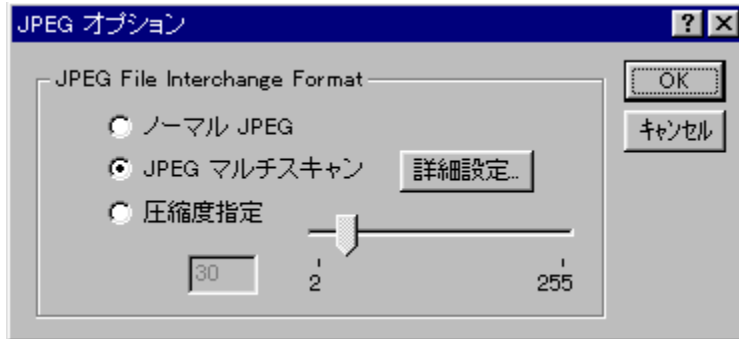 JPEG オプション
JPEG File Interchange Format
OK
ノーマル JPEG
キャンセル
JPEG マルチスキャン
詳細設定...
圧縮度指定
30
2
255